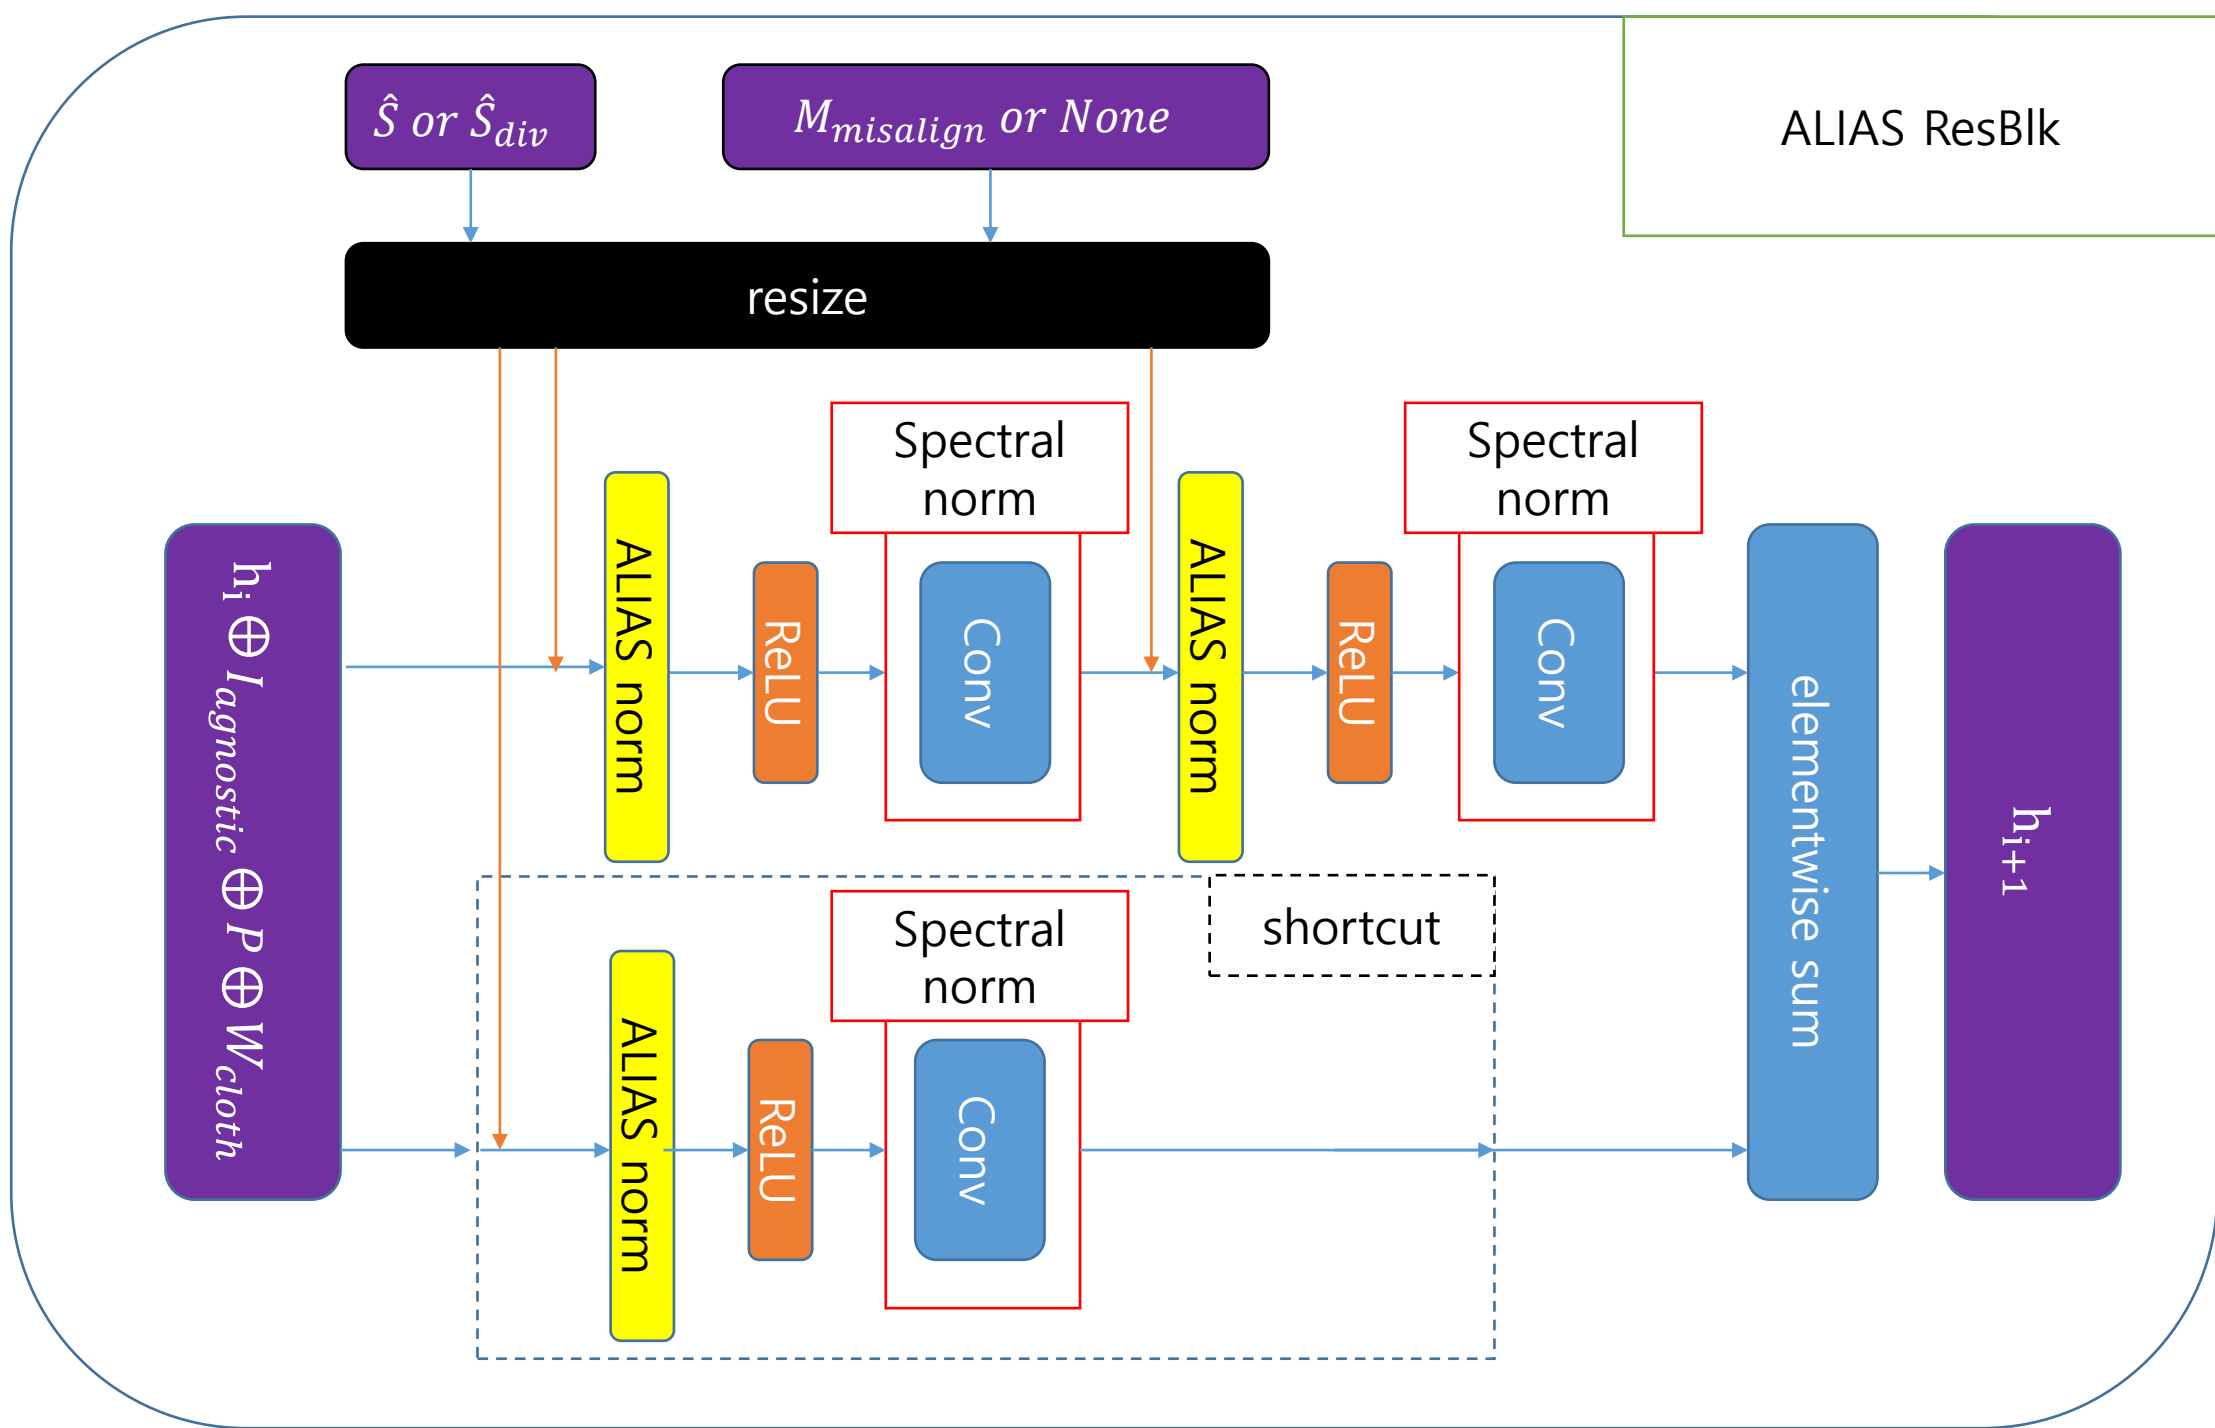 ALIAS ResBlk
Ŝ or Ŝ_div
M_misalign or None
resize
Spectral
norm
Spectral
norm
h_i ⊕ I_agnostic ⊕ P ⊕ W_cloth
ALIAS norm
ReLU
Conv
ALIAS norm
ReLU
Conv
elementwise sum
h_{i+1}
shortcut
Spectral
norm
ALIAS norm
ReLU
Conv